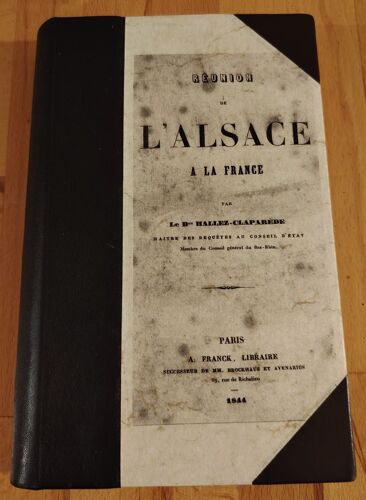 RÉUNION
DE
L'ALSACE
A LA FRANCE
PAR
Le Bon HALLEZ-CLAPARÈDE
MAITRE DES REQUÊTES AU CONSEIL D'ÉTAT
Membre du Conseil général du Bas-Rhin.
PARIS
A. FRANCK, LIBRAIRE
SUCCESSEUR DE MM. BROCKHAUS ET AVENARIUS
69, rue de Richelieu
1844